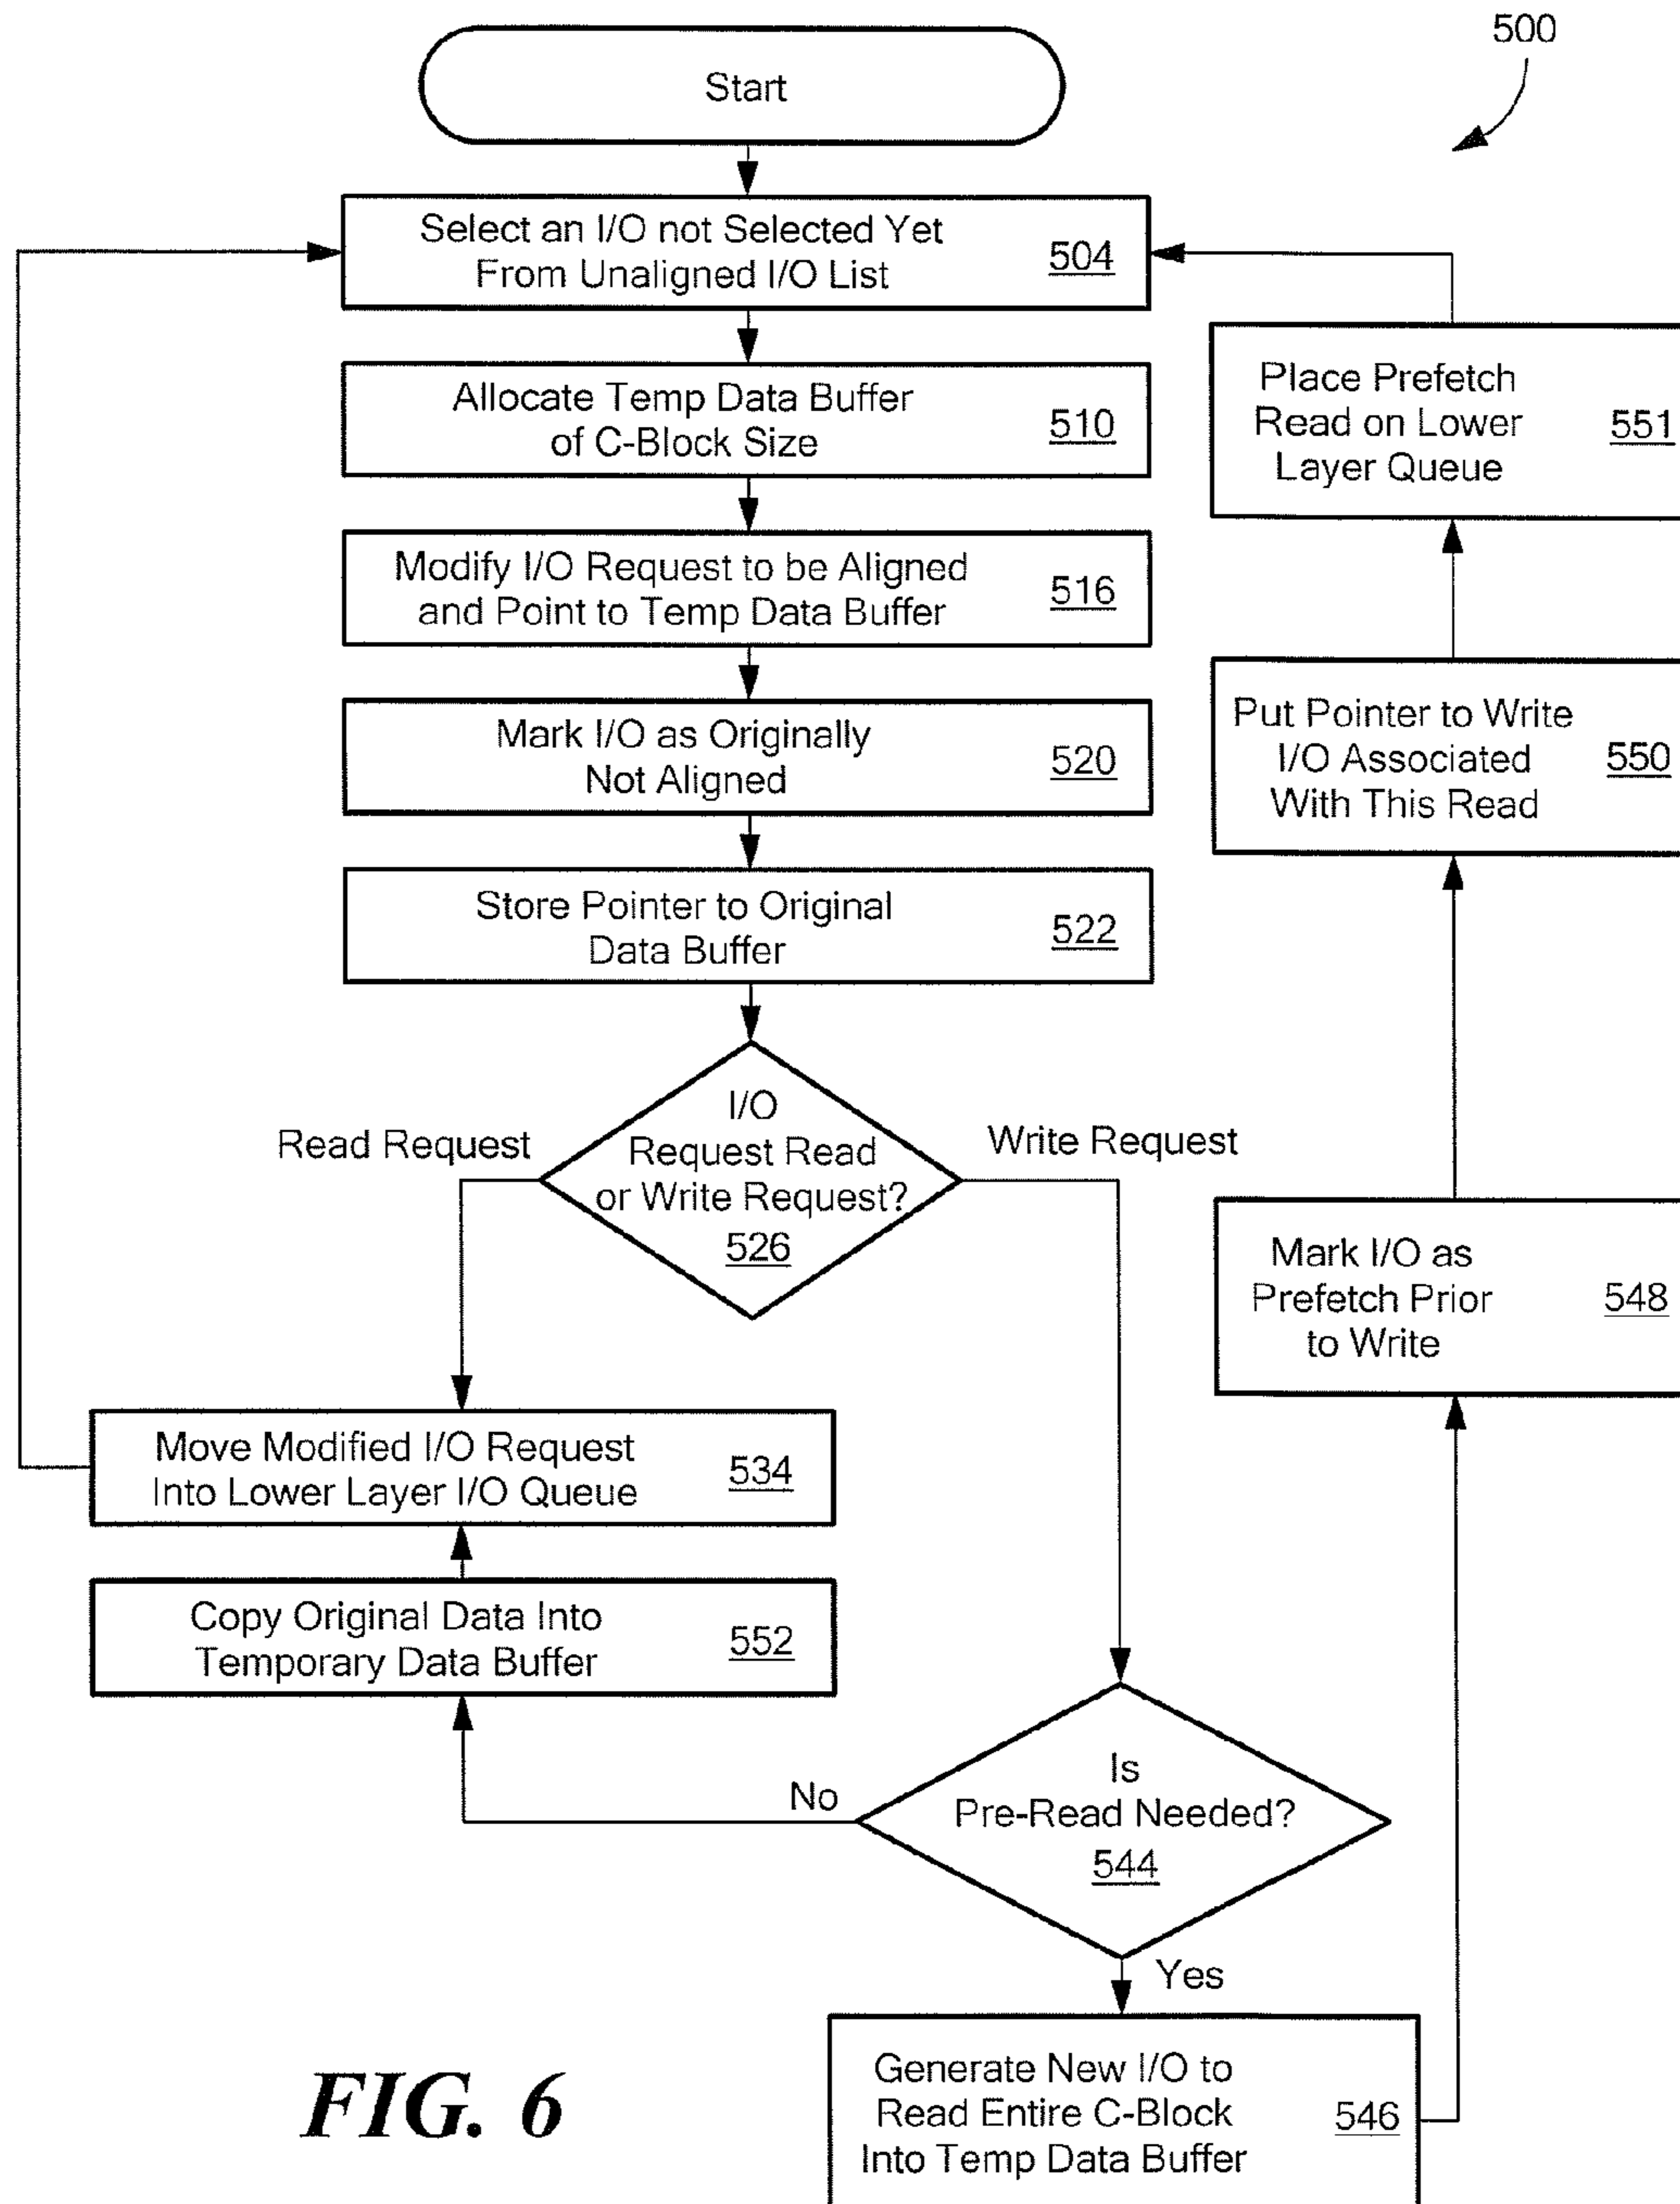 500
Start
Select an I/O not Selected Yet
From Unaligned I/O List
504
Allocate Temp Data Buffer
of C-Block Size
510
Modify I/O Request to be Aligned
and Point to Temp Data Buffer
516
Mark I/O as Originally
Not Aligned
520
Store Pointer to Original
Data Buffer
522
I/O
Request Read
or Write Request?
526
Read Request
Write Request
Move Modified I/O Request
Into Lower Layer I/O Queue
534
Copy Original Data Into
Temporary Data Buffer
552
No
Is
Pre-Read Needed?
544
Yes
Generate New I/O to
Read Entire C-Block
Into Temp Data Buffer
546
Mark I/O as
Prefetch Prior
to Write
548
Put Pointer to Write
I/O Associated
With This Read
550
Place Prefetch
Read on Lower
Layer Queue
551
FIG. 6